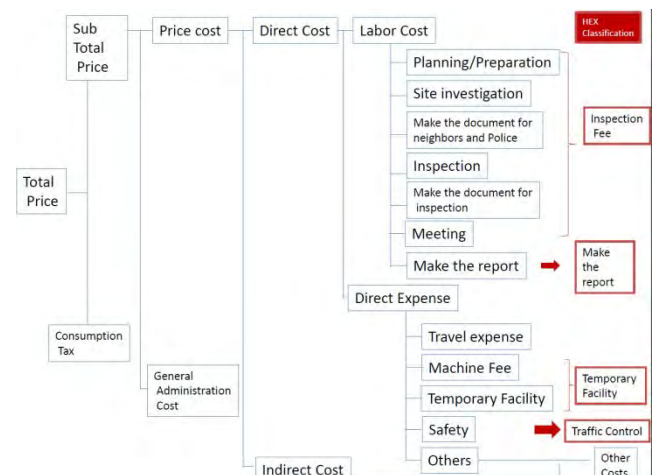 Sub
Total
Price
Price cost
Direct Cost
Labor Cost
HEX
Classification
Planning/Preparation
Site investigation
Make the document for
neighbors and Police
Inspection
Fee
Inspection
Make the document for
inspection
Total
Price
Meeting
Make the report
Make
the
report
Direct Expense
Consumption
Tax
Travel expense
General
Administration
Cost
Machine Fee
Temporary Facility
Temporary
Facility
Safety
Traffic Control
Others
Other
Costs
Indirect Cost